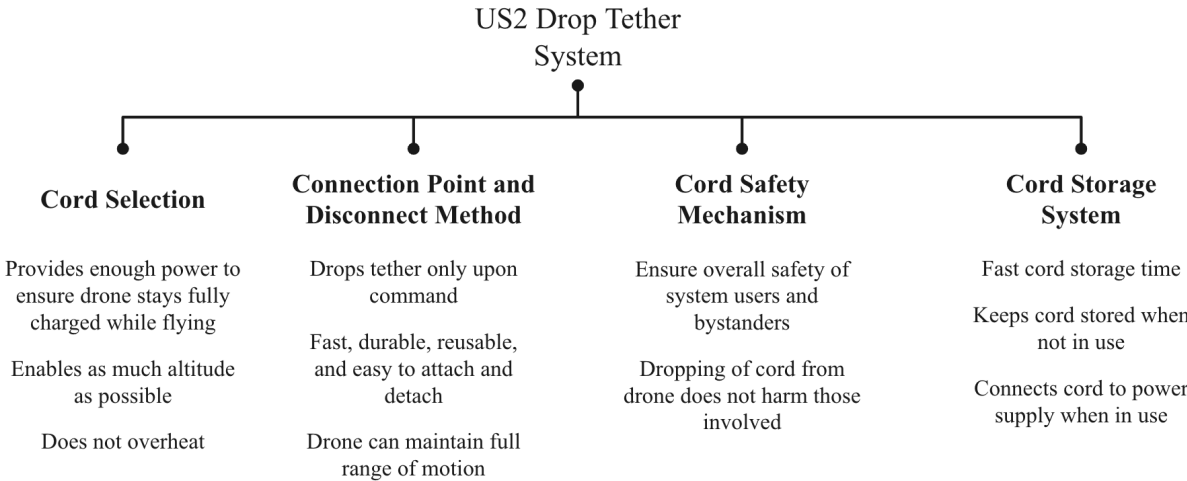 US2 Drop Tether
System
Cord Selection
Provides enough power to
ensure drone stays fully
charged while flying
Enables as much altitude
as possible
Does not overheat
Connection Point and
Disconnect Method
Drops tether only upon
command
Fast, durable, reusable,
and easy to attach and
detach
Drone can maintain full
range of motion
Cord Safety
Mechanism
Ensure overall safety of
system users and
bystanders
Dropping of cord from
drone does not harm those
involved
Cord Storage
System
Fast cord storage time
Keeps cord stored when
not in use
Connects cord to power
supply when in use